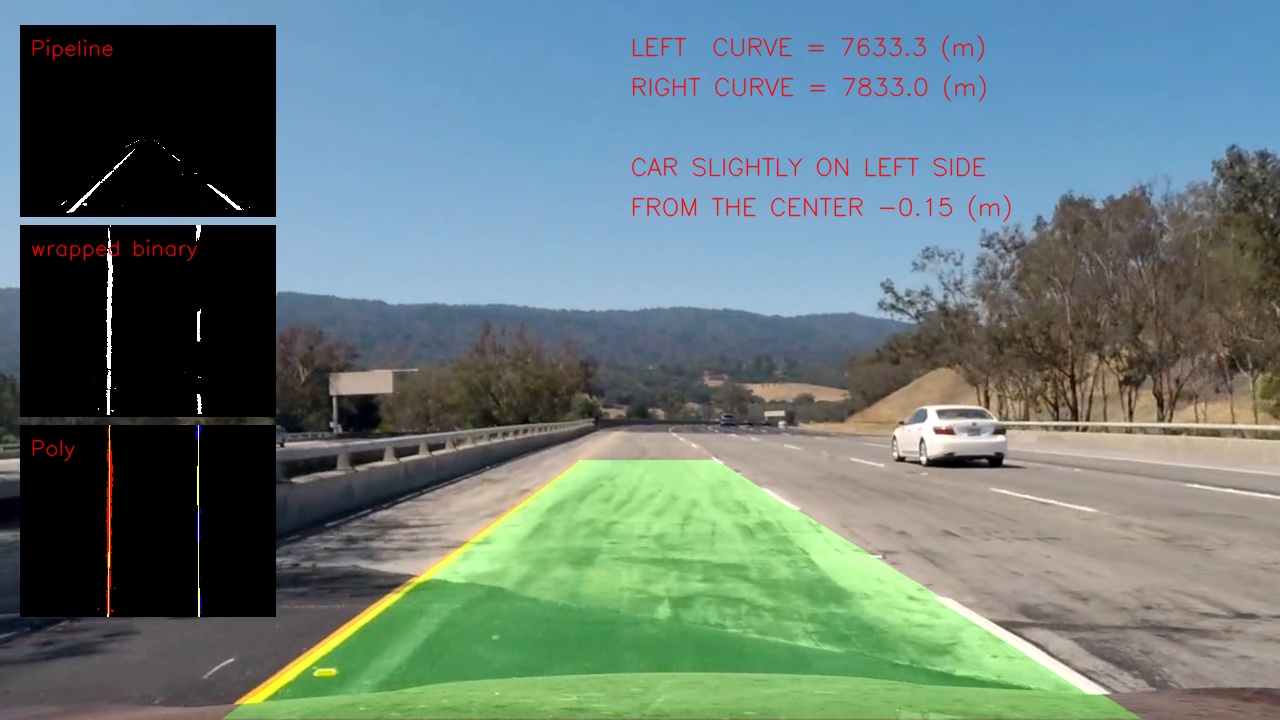 Pipeline
wrapped binary
Poly
LEFT CURVE = 7633.3 (m)
RIGHT CURVE = 7833.0 (m)
CAR SLIGHTLY ON LEFT SIDE
FROM THE CENTER -0.15 (m)